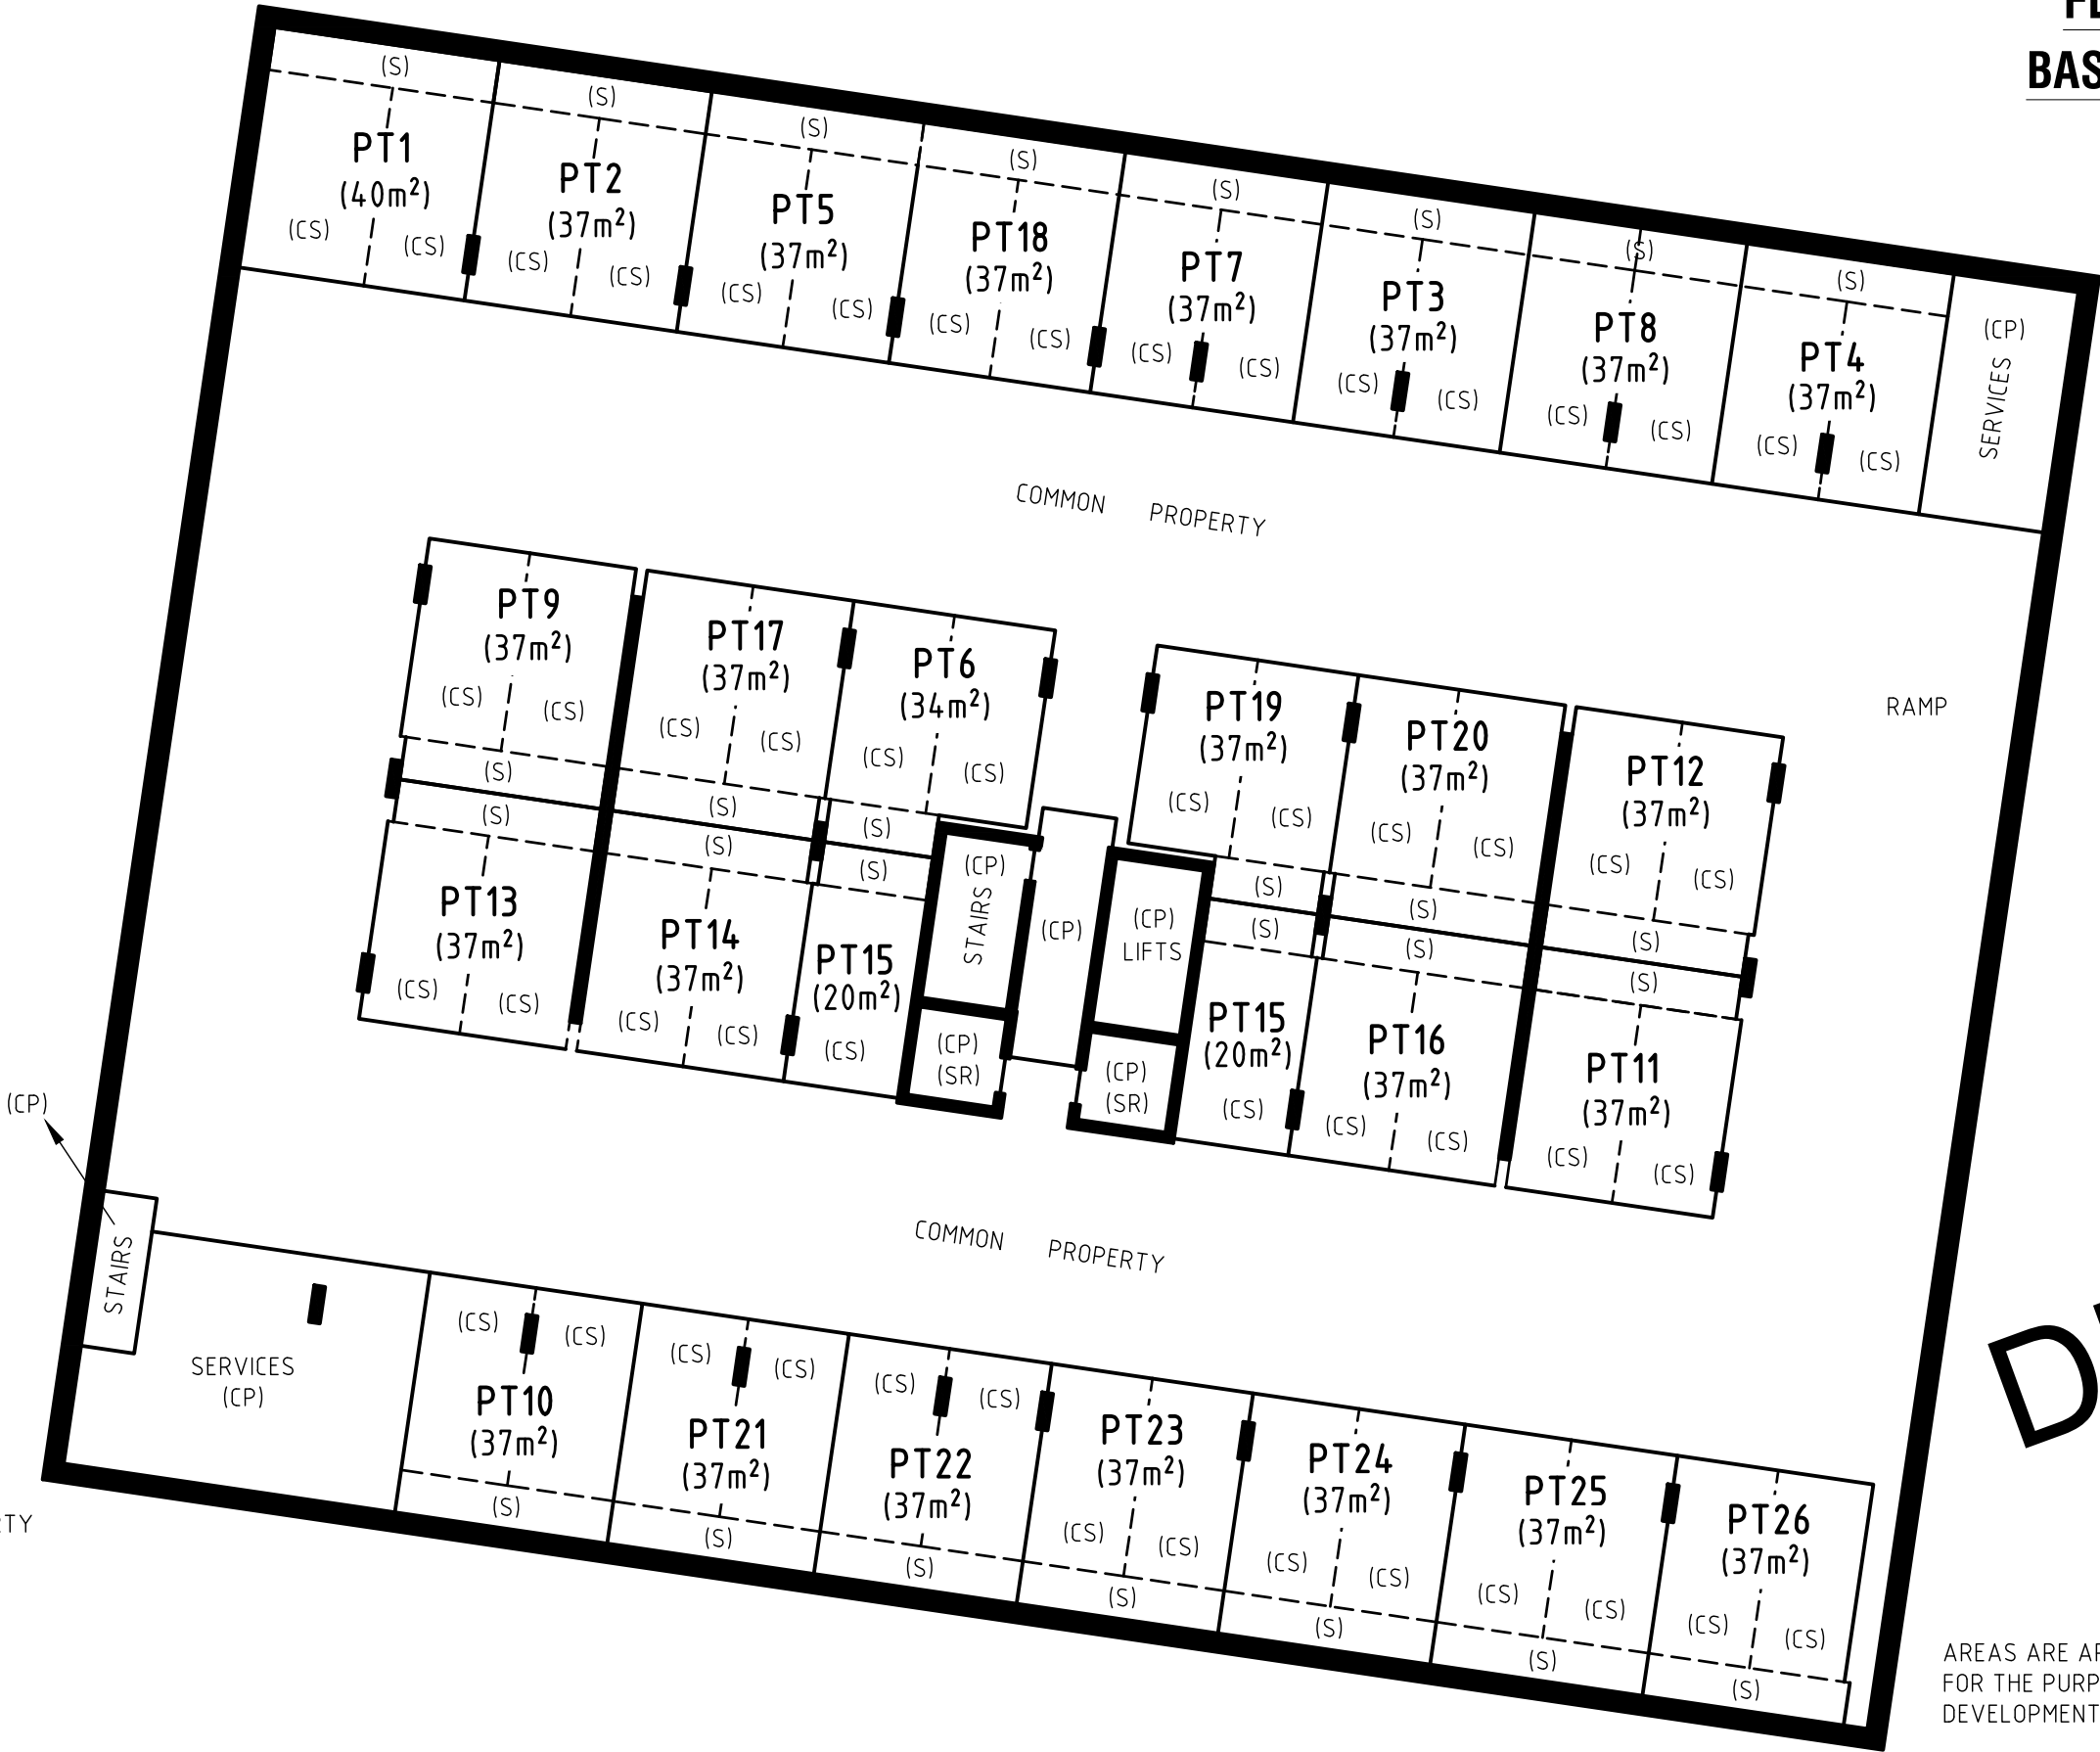 (S)
PT1
(40m²)
(CS) (CS)
(S)
PT2
(37m²)
(CS) (CS)
(S)
PT5
(37m²)
(CS) (CS)
(S)
PT18
(37m²)
(CS) (CS)
(S)
PT7
(37m²)
(CS) (CS)
(S)
PT3
(37m²)
(CS) (CS)
(S)
PT8
(37m²)
(CS) (CS)
(S)
PT4
(37m²)
(CS) (CS)
(CP)
SERVICES
COMMON PROPERTY
RAMP
PT9
(37m²)
(CS) (CS)
(S)
PT17
(37m²)
(CS) (CS)
(S)
PT6
(34m²)
(CS) (CS)
(S)
PT19
(37m²)
(CS) (CS)
(S)
PT20
(37m²)
(CS) (CS)
(S)
PT12
(37m²)
(CS) (CS)
(S)
(S)
PT13
(37m²)
(CS) (CS)
(S)
PT14
(37m²)
(CS) (CS)
(S)
PT15
(20m²)
(CS)
(CP)
STAIRS
(CP)
(SR)
(CP)
(CP)
LIFTS
(CP)
(SR)
(S)
PT15
(20m²)
(CS)
(S)
PT16
(37m²)
(CS) (CS)
(S)
PT11
(37m²)
(CS) (CS)
(CP)
STAIRS
COMMON PROPERTY
SERVICES
(CP)
(CS) (CS)
PT10
(37m²)
(S)
(CS) (CS)
PT21
(37m²)
(S)
(CS) (CS)
PT22
(37m²)
(S)
PT23
(37m²)
(CS) (CS)
(S)
PT24
(37m²)
(CS) (CS)
(S)
PT25
(37m²)
(CS) (CS)
(S)
PT26
(37m²)
(CS) (CS)
(S)
AREAS ARE
FOR THE
DEVELOPMENT